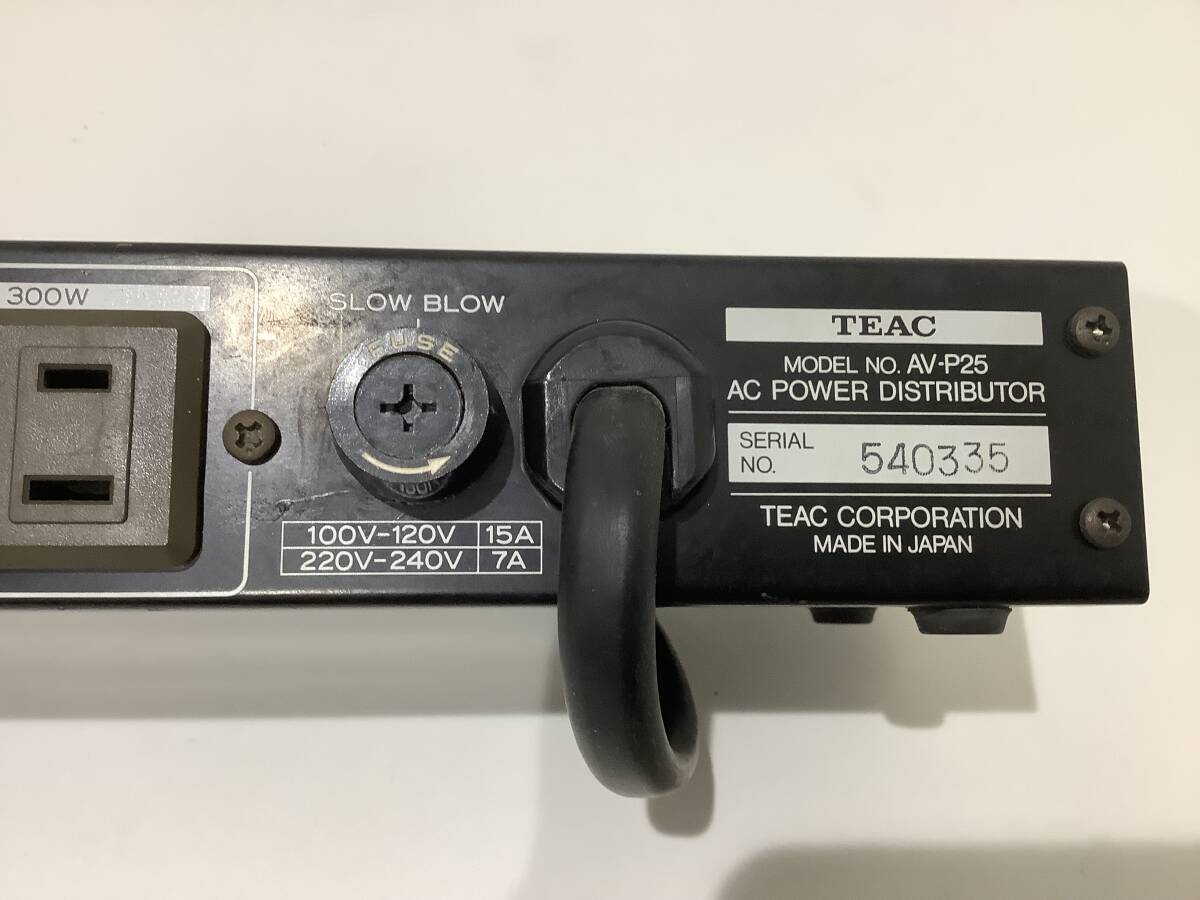 300W
SLOW BLOW
FUSE
100V-120V 15A
220V-240V 7A
TEAC
MODEL NO. AV-P25
AC POWER DISTRIBUTOR
SERIAL NO. 540335
TEAC CORPORATION
MADE IN JAPAN